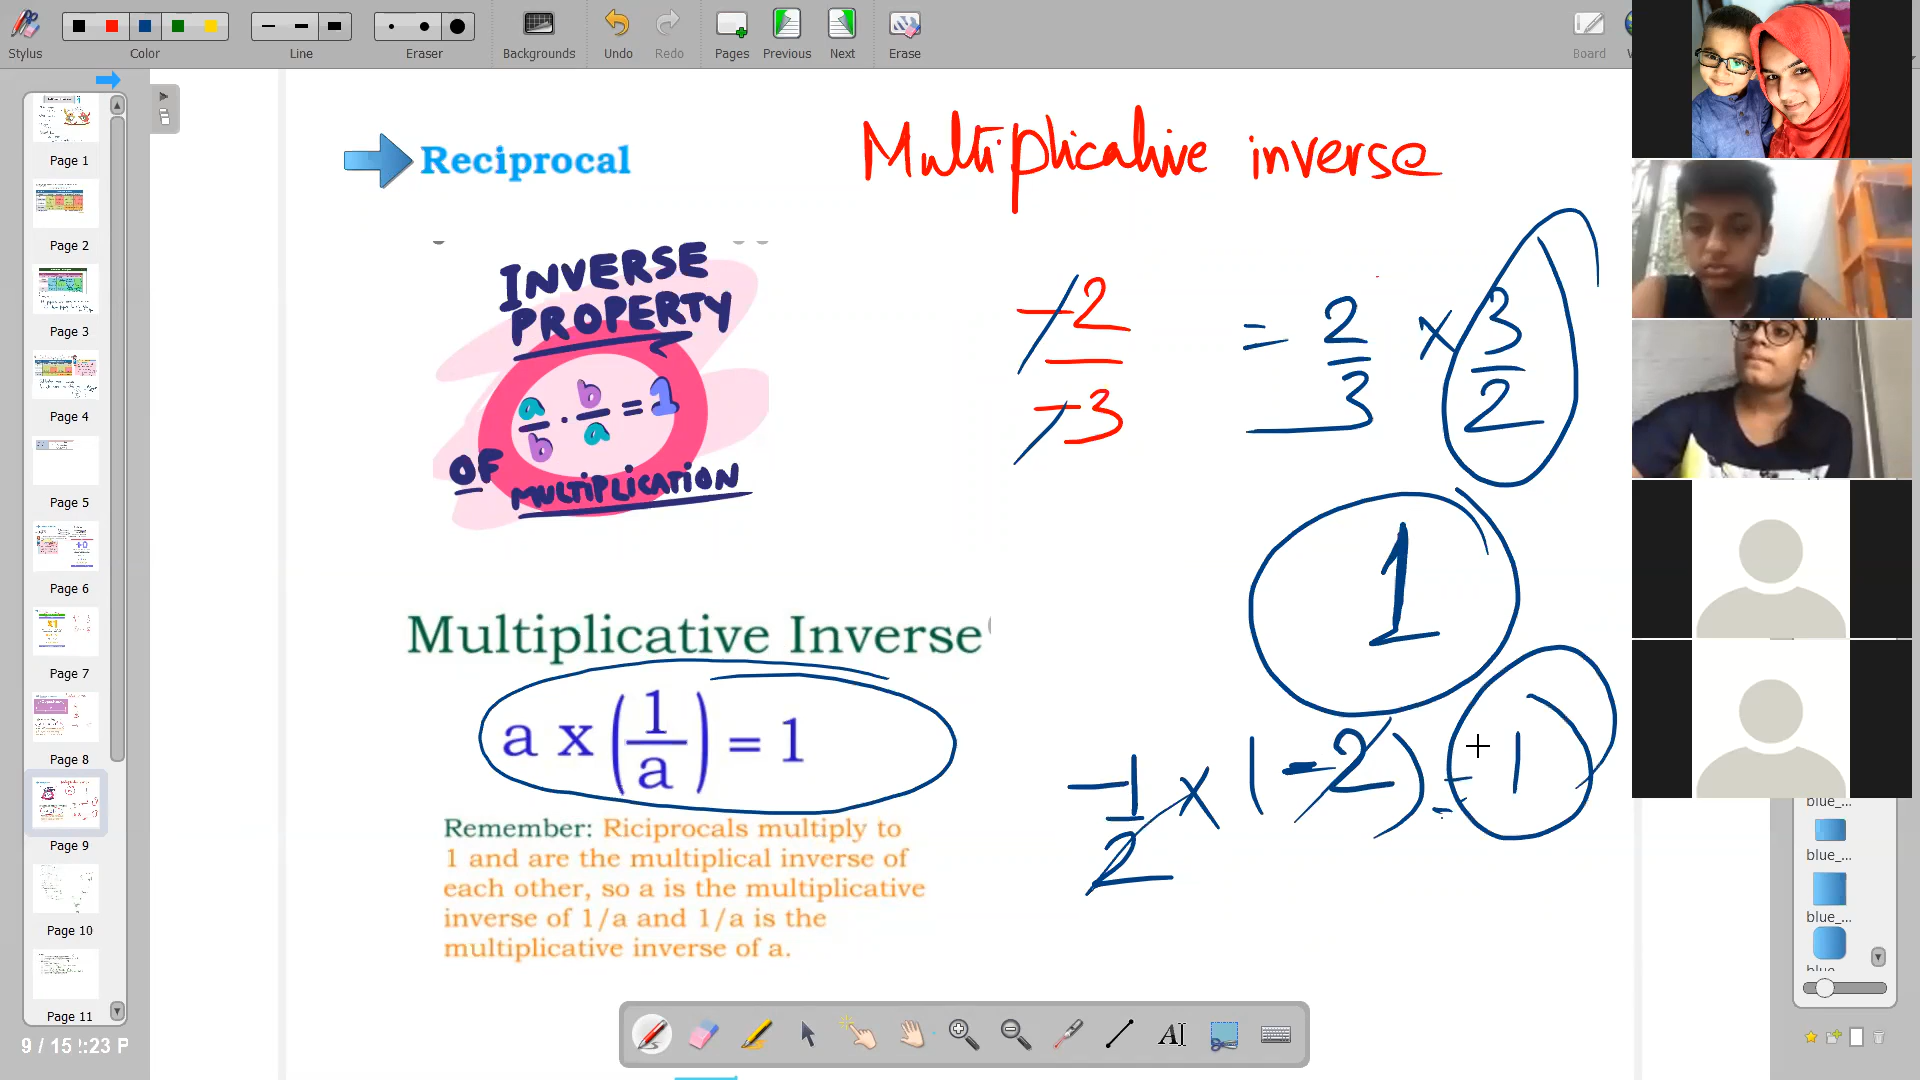 Stylus Color Line Eraser Backgrounds Undo Redo Pages Previous Next Erase Board
Page 1
Page 2
Page 3
Page 4
Page 5
Page 6
Page 7
Page 8
Page 9
Page 10
Page 11
9 / 15
:23 P
Reciprocal
Multiplicative inverse
INVERSE
PROPERTY
a/b · b/a = 1
OF
MULTIPLICATION
-2/-3 = 2/3 × 3/2
1
Multiplicative Inverse
a x (1/a) = 1
-1/2 × (-2) = 1
Remember: Riciprocals multiply to
1 and are the multiplical inverse of
each other, so a is the multiplicative
inverse of 1/a and 1/a is the
multiplicative inverse of a.
blue_...
blue_...
blue_...